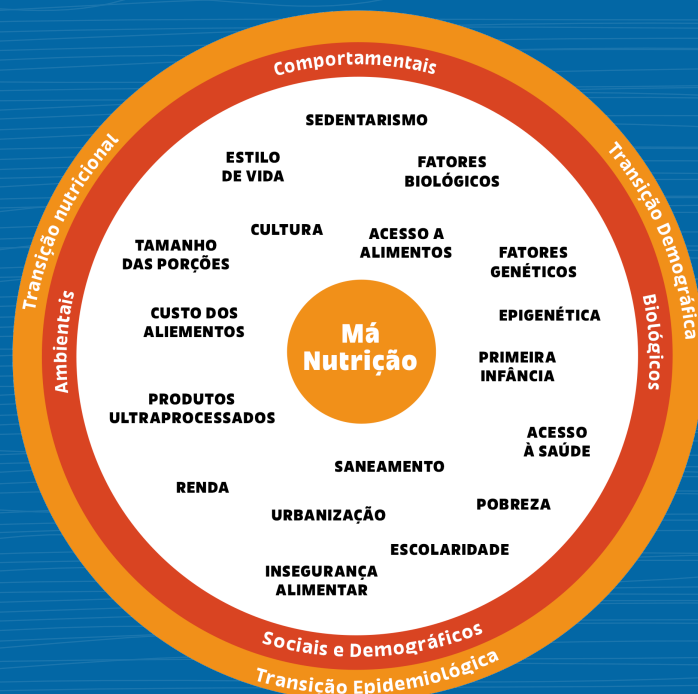 Comportamentais
Transição nutricional
Transição Demográfica
Ambientais
Biológicos
SEDENTARISMO
ESTILO
DE VIDA
FATORES
BIOLÓGICOS
CULTURA
ACESSO A
ALIMENTOS
TAMANHO
DAS PORÇÕES
FATORES
GENÉTICOS
CUSTO DOS
ALIEMENTOS
EPIGENÉTICA
Má
Nutrição
PRIMEIRA
INFÂNCIA
PRODUTOS
ULTRAPROCESSADOS
ACESSO
À SAÚDE
SANEAMENTO
RENDA
POBREZA
URBANIZAÇÃO
ESCOLARIDADE
INSEGURANÇA
ALIMENTAR
Sociais e Demográficos
Transição Epidemiológica